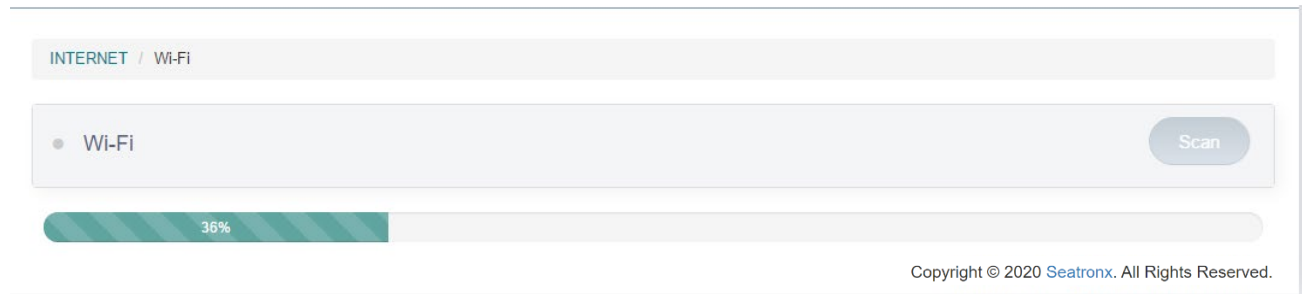 INTERNET / Wi-Fi
Wi-Fi Scan
36%
Copyright © 2020 Seatronx. All Rights Reserved.